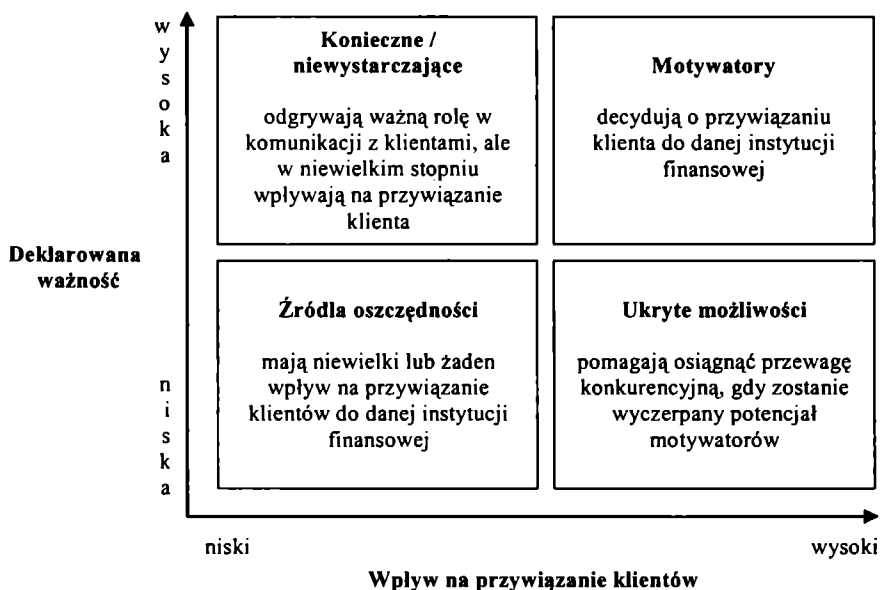 wysoka
Konieczne /
niewystarczające
odgrywają ważną rolę w
komunikacji z klientami, ale
w niewielkim stopniu
wpływają na przywiązanie
klienta
Motywatory
decydują o przywiązaniu
klienta do danej instytucji
finansowej
Deklarowana
ważność
niska
Źródla oszczędności
mają niewielki lub żaden
wpływ na przywiązanie
klientów do danej instytucji
finansowej
Ukryte możliwości
pomagają osiągnąć przewagę
konkurencyjną, gdy zostanie
wyczerpany potencjał
motywatorów
niski
wysoki
Wpływ na przywiązanie klientów